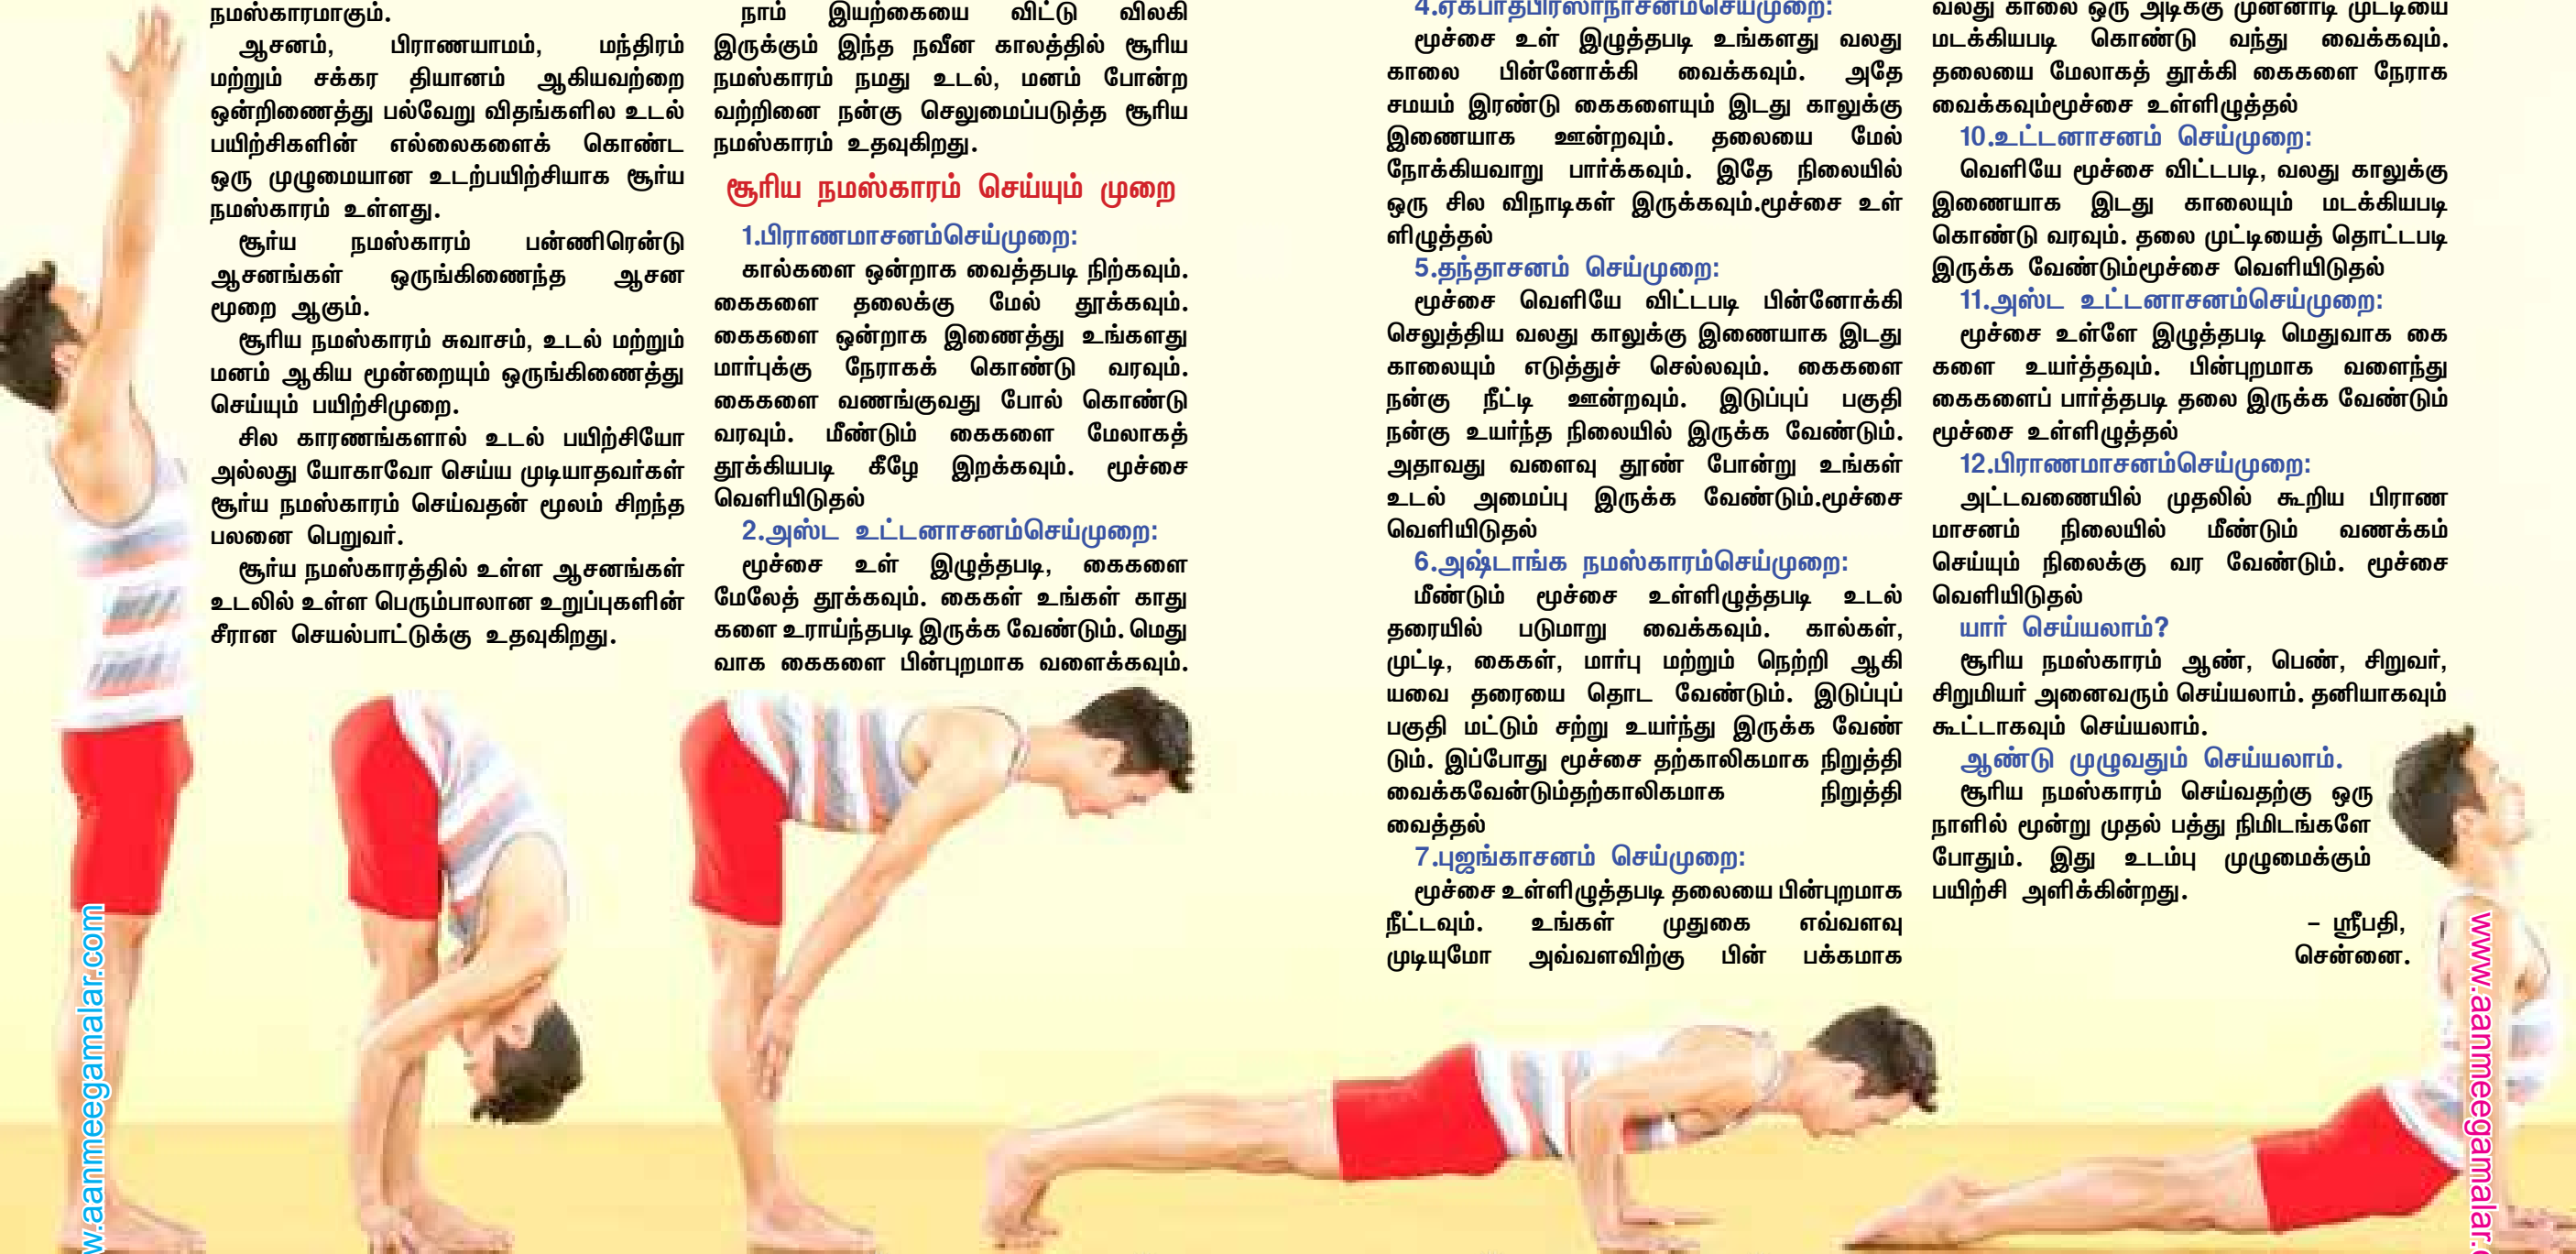 நமஸ்காரமாகும்.
ஆசனம், பிராணயாமம், மந்திரம்
மற்றும் சக்கர தியானம் ஆகியவற்றை
ஒன்றிணைத்து பல்வேறு விதங்களில உடல்
பயிற்சிகளின் எல்லைகளைக் கொண்ட
ஒரு முழுமையான உடற்பயிற்சியாக சூர்ய
நமஸ்காரம் உள்ளது.
சூர்ய நமஸ்காரம் பன்ணிரென்டு
ஆசனங்கள் ஒருங்கிணைந்த ஆசன
மூறை ஆகும்.
சூரிய நமஸ்காரம் சுவாசம், உடல் மற்றும்
மனம் ஆகிய மூன்றையும் ஒருங்கிணைத்து
செய்யும் பயிற்சிமுறை.
சில காரணங்களால் உடல் பயிற்சியோ
அல்லது யோகாவோ செய்ய முடியாதவர்கள்
சூர்ய நமஸ்காரம் செய்வதன் மூலம் சிறந்த
பலனை பெறுவர்.
சூர்ய நமஸ்காரத்தில் உள்ள ஆசனங்கள்
உடலில் உள்ள பெரும்பாலான உறுப்புகளின்
சீரான செயல்பாட்டுக்கு உதவுகிறது.
நாம் இயற்கையை விட்டு விலகி
இருக்கும் இந்த நவீன காலத்தில் சூரிய
நமஸ்காரம் நமது உடல், மனம் போன்ற
வற்றினை நன்கு செலுமைப்படுத்த சூரிய
நமஸ்காரம் உதவுகிறது.
சூரிய நமஸ்காரம் செய்யும் முறை
1.பிராணமாசனம்செய்முறை:
கால்களை ஒன்றாக வைத்தபடி நிற்கவும்.
கைகளை தலைக்கு மேல் தூக்கவும்.
கைகளை ஒன்றாக இணைத்து உங்களது
மார்புக்கு நேராகக் கொண்டு வரவும்.
கைகளை வணங்குவது போல் கொண்டு
வரவும். மீண்டும் கைகளை மேலாகத்
தூக்கியபடி கீழே இறக்கவும். மூச்சை
வெளியிடுதல்
2.அஸ்ட உட்டனாசனம்செய்முறை:
மூச்சை உள் இழுத்தபடி, கைகளை
மேலேத் தூக்கவும். கைகள் உங்கள் காது
களை உராய்ந்தபடி இருக்க வேண்டும். மெது
வாக கைகளை பின்புறமாக வளைக்கவும்.
4.ஏகபாதபிரஸாநாசனம்செய்முறை:
மூச்சை உள் இழுத்தபடி உங்களது வலது
காலை பின்னோக்கி வைக்கவும். அதே
சமயம் இரண்டு கைகளையும் இடது காலுக்கு
இணையாக ஊன்றவும். தலையை மேல்
நோக்கியவாறு பார்க்கவும். இதே நிலையில்
ஒரு சில விநாடிகள் இருக்கவும்.மூச்சை உள்
ளிழுத்தல்
5.தந்தாசனம் செய்முறை:
மூச்சை வெளியே விட்டபடி பின்னோக்கி
செலுத்திய வலது காலுக்கு இணையாக இடது
காலையும் எடுத்துச் செல்லவும். கைகளை
நன்கு நீட்டி ஊன்றவும். இடுப்புப் பகுதி
நன்கு உயர்ந்த நிலையில் இருக்க வேண்டும்.
அதாவது வளைவு தூண் போன்று உங்கள்
உடல் அமைப்பு இருக்க வேண்டும்.மூச்சை
வெளியிடுதல்
6.அஷ்டாங்க நமஸ்காரம்செய்முறை:
மீண்டும் மூச்சை உள்ளிழுத்தபடி உடல்
தரையில் படுமாறு வைக்கவும். கால்கள்,
முட்டி, கைகள், மார்பு மற்றும் நெற்றி ஆகி
யவை தரையை தொட வேண்டும். இடுப்புப்
பகுதி மட்டும் சற்று உயர்ந்து இருக்க வேண்
டும். இப்போது மூச்சை தற்காலிகமாக நிறுத்தி
வைக்கவேன்டும்தற்காலிகமாக நிறுத்தி
வைத்தல்
7.புஜங்காசனம் செய்முறை:
மூச்சை உள்ளிழுத்தபடி தலையை பின்புறமாக
நீட்டவும். உங்கள் முதுகை எவ்வளவு
முடியுமோ அவ்வளவிற்கு பின் பக்கமாக
வலது காலை ஒரு அடிக்கு முன்னாடி முட்டியை
மடக்கியபடி கொண்டு வந்து வைக்கவும்.
தலையை மேலாகத் தூக்கி கைகளை நேராக
வைக்கவும்மூச்சை உள்ளிழுத்தல்
10.உட்டனாசனம் செய்முறை:
வெளியே மூச்சை விட்டபடி, வலது காலுக்கு
இணையாக இடது காலையும் மடக்கியபடி
கொண்டு வரவும். தலை முட்டியைத் தொட்டபடி
இருக்க வேண்டும்மூச்சை வெளியிடுதல்
11.அஸ்ட உட்டனாசனம்செய்முறை:
மூச்சை உள்ளே இழுத்தபடி மெதுவாக கை
களை உயர்த்தவும். பின்புறமாக வளைந்து
கைகளைப் பார்த்தபடி தலை இருக்க வேண்டும்
மூச்சை உள்ளிழுத்தல்
12.பிராணமாசனம்செய்முறை:
அட்டவணையில் முதலில் கூறிய பிராண
மாசனம் நிலையில் மீண்டும் வணக்கம்
செய்யும் நிலைக்கு வர வேண்டும். மூச்சை
வெளியிடுதல்
யார் செய்யலாம்?
சூரிய நமஸ்காரம் ஆண், பெண், சிறுவர்,
சிறுமியர் அனைவரும் செய்யலாம். தனியாகவும்
கூட்டாகவும் செய்யலாம்.
ஆண்டு முழுவதும் செய்யலாம்.
சூரிய நமஸ்காரம் செய்வதற்கு ஒரு
நாளில் மூன்று முதல் பத்து நிமிடங்களே
போதும். இது உடம்பு முழுமைக்கும்
பயிற்சி அளிக்கின்றது.
– ஸ்ரீபதி,
சென்னை.
w.aanmeegamalar.com
www.aanmeegamalar.c